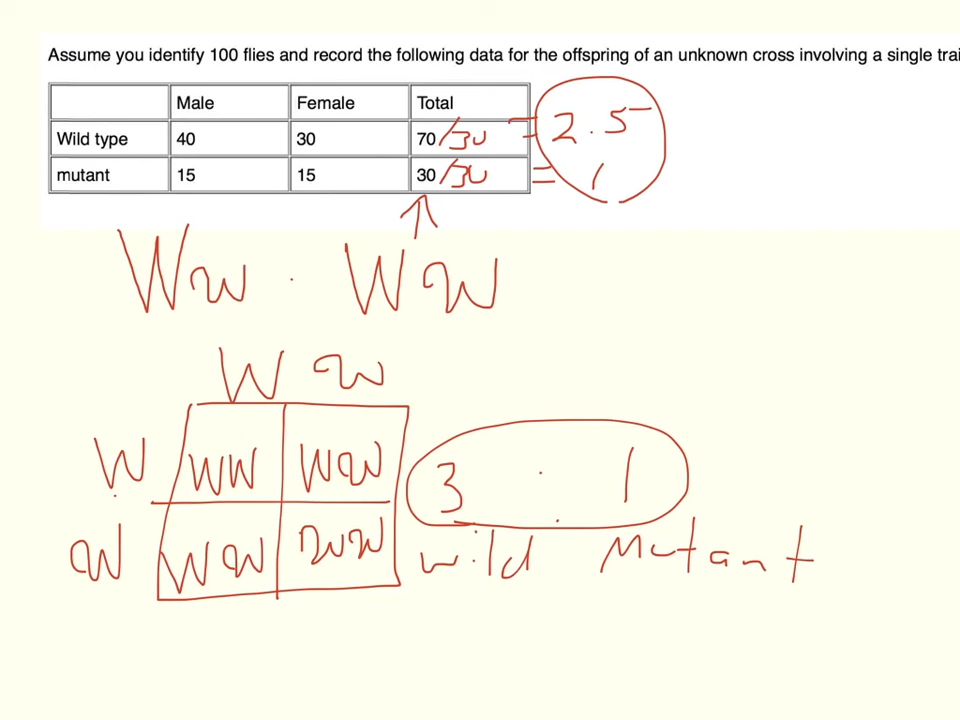 Assume you identify 100 flies and record the following data for the offspring of an unknown cross involving a single trai
Male Female Total
Wild type 40 30 70 /30 = 2.5
mutant 15 15 30 /30 = 1
Ww . Ww
W w
W WW Ww 3 : 1
w Ww ww wild Mutant